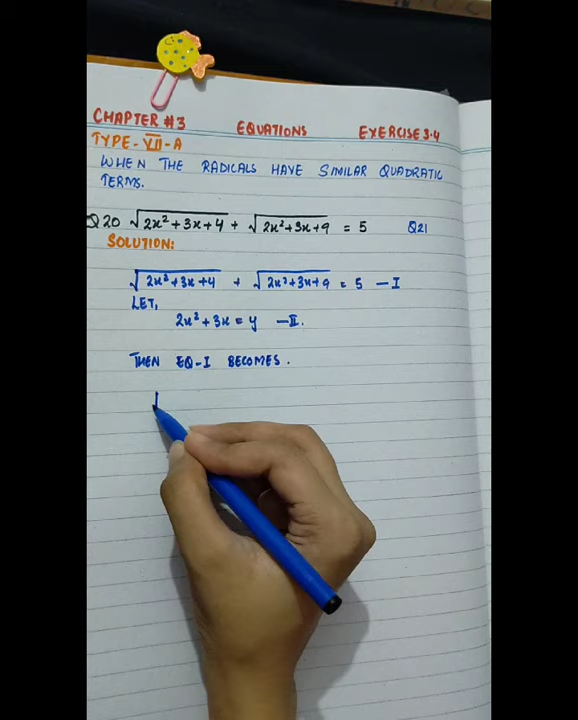 CHAPTER #3 EQUATIONS EXERCISE 3.4
TYPE-VII-A
WHEN THE RADICALS HAVE SIMILAR QUADRATIC
TERMS.
Q20 √(2x²+3x+4) + √(2x²+3x+9) = 5 Q21
SOLUTION:
√(2x²+3x+4) + √(2x²+3x+9) = 5 —I
LET,
2x²+3x = y —II.
THEN EQ-I BECOMES.